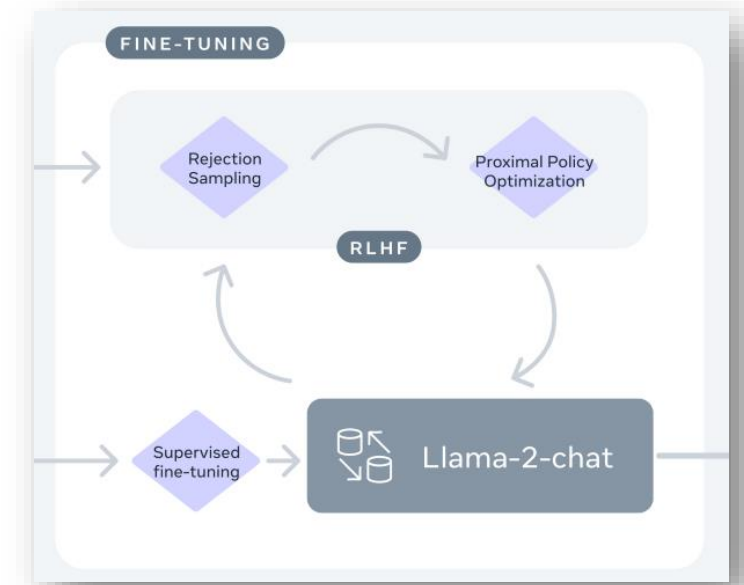 FINE-TUNING
Rejection
Sampling
Proximal Policy
Optimization
RLHF
Supervised
fine-tuning
Llama-2-chat